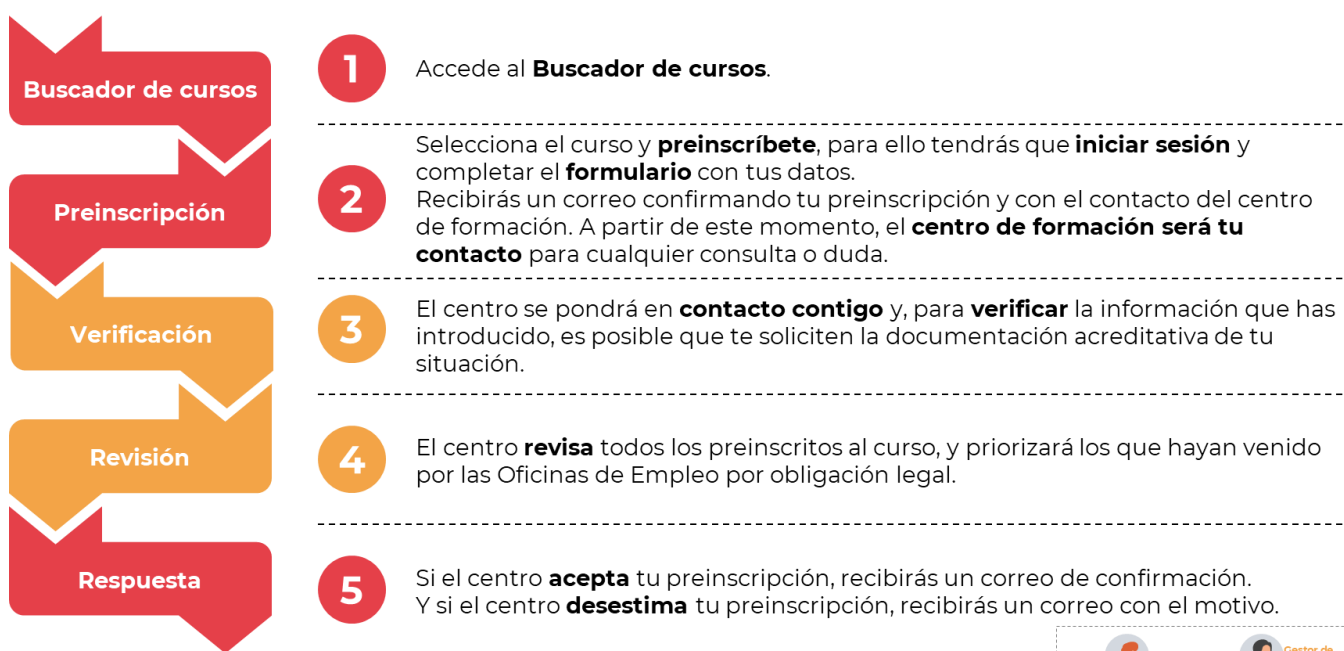 Buscador de cursos
1
Accede al Buscador de cursos.
Preinscripción
2
Selecciona el curso y preinscríbete, para ello tendrás que iniciar sesión y
completar el formulario con tus datos.
Recibirás un correo confirmando tu preinscripción y con el contacto del centro
de formación. A partir de este momento, el centro de formación será tu
contacto para cualquier consulta o duda.
Verificación
3
El centro se pondrá en contacto contigo y, para verificar la información que has
introducido, es posible que te soliciten la documentación acreditativa de tu
situación.
Revisión
4
El centro revisa todos los preinscritos al curso, y priorizará los que hayan venido
por las Oficinas de Empleo por obligación legal.
Respuesta
5
Si el centro acepta tu preinscripción, recibirás un correo de confirmación.
Y si el centro desestima tu preinscripción, recibirás un correo con el motivo.
Gestor de